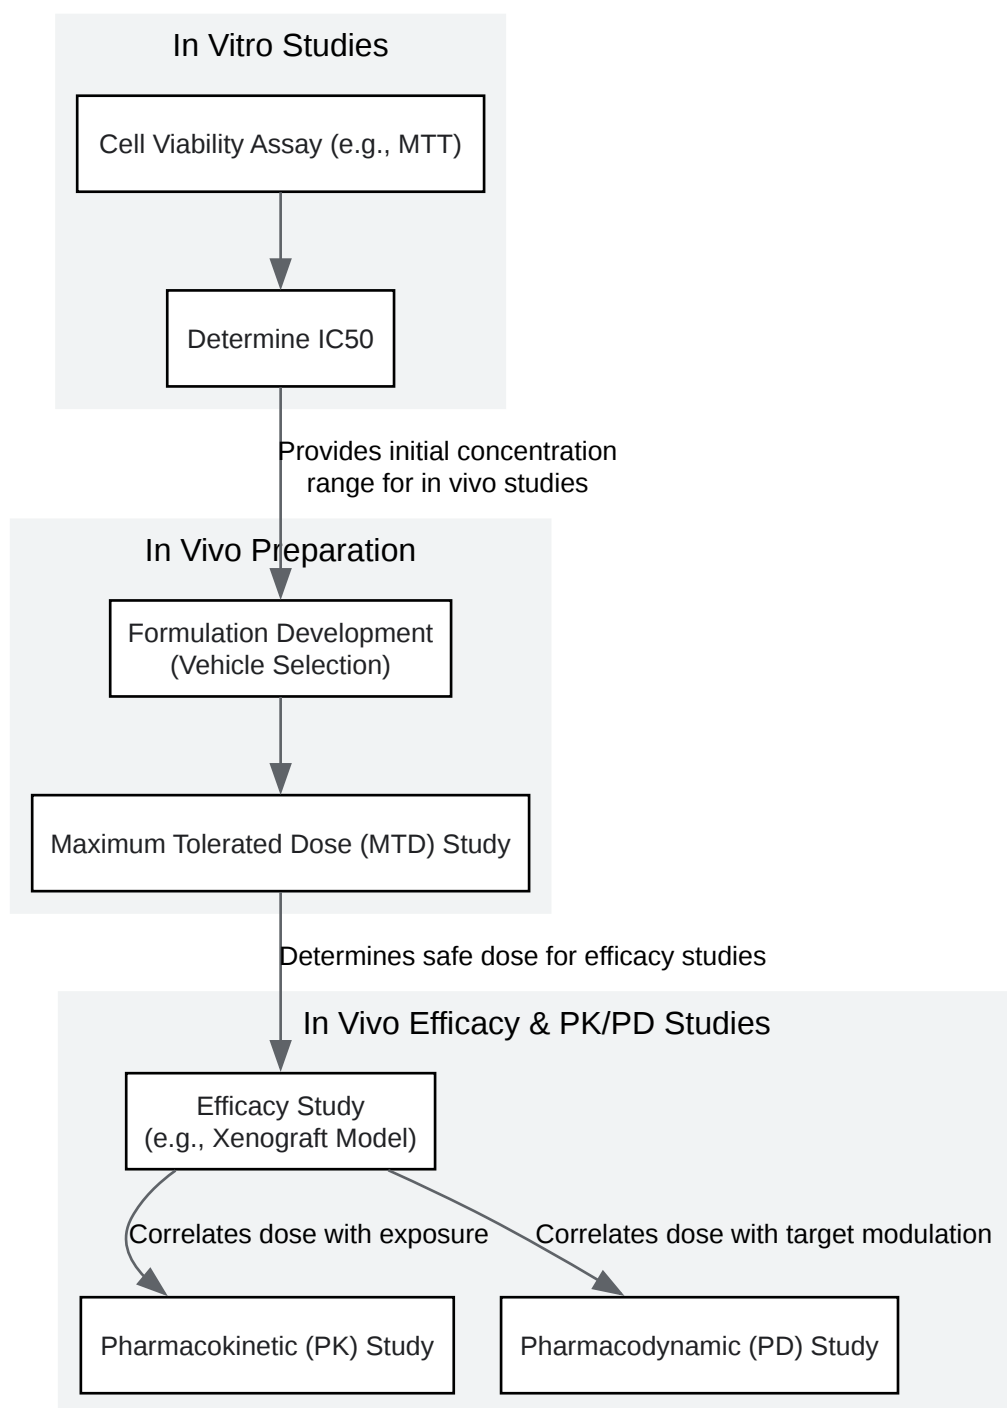 In Vitro Studies
Cell Viability Assay (e.g., MTT)
Determine IC50
Provides initial concentration
range for in vivo studies
In Vivo Preparation
Formulation Development
(Vehicle Selection)
Maximum Tolerated Dose (MTD) Study
Determines safe dose for efficacy studies
In Vivo Efficacy & PK/PD Studies
Efficacy Study
(e.g., Xenograft Model)
Correlates dose with exposure
Correlates dose with target modulation
Pharmacokinetic (PK) Study
Pharmacodynamic (PD) Study